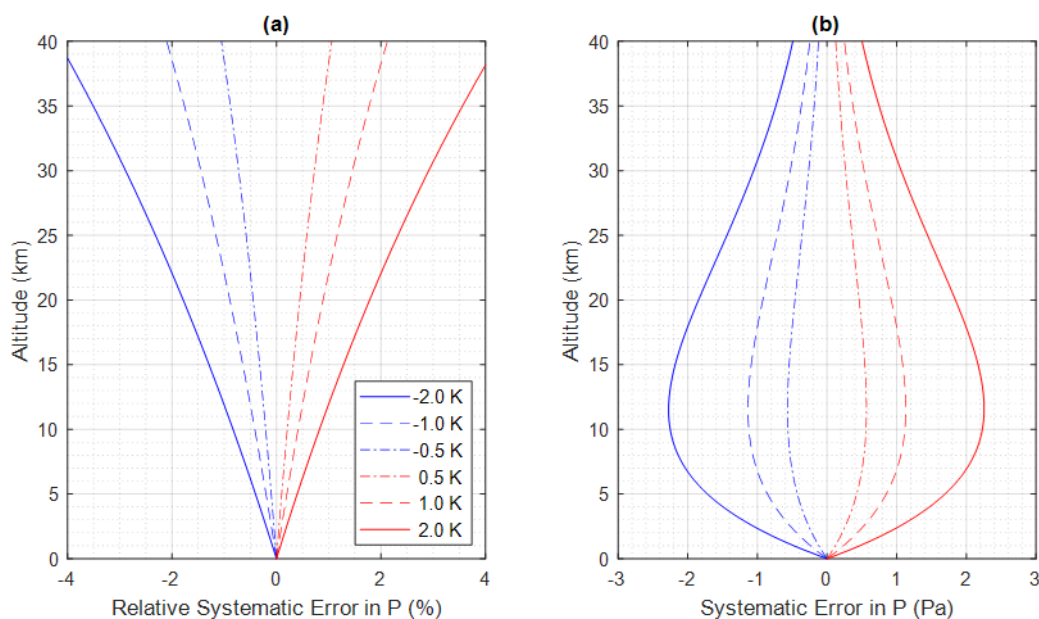 (a)
40
35
30
25
20
15
10
5
0
Altitude (km)
-4
-2
0
2
4
Relative Systematic Error in P (%)
-2.0 K
-1.0 K
-0.5 K
0.5 K
1.0 K
2.0 K
(b)
40
35
30
25
20
15
10
5
0
Altitude (km)
-3
-2
-1
0
1
2
3
Systematic Error in P (Pa)